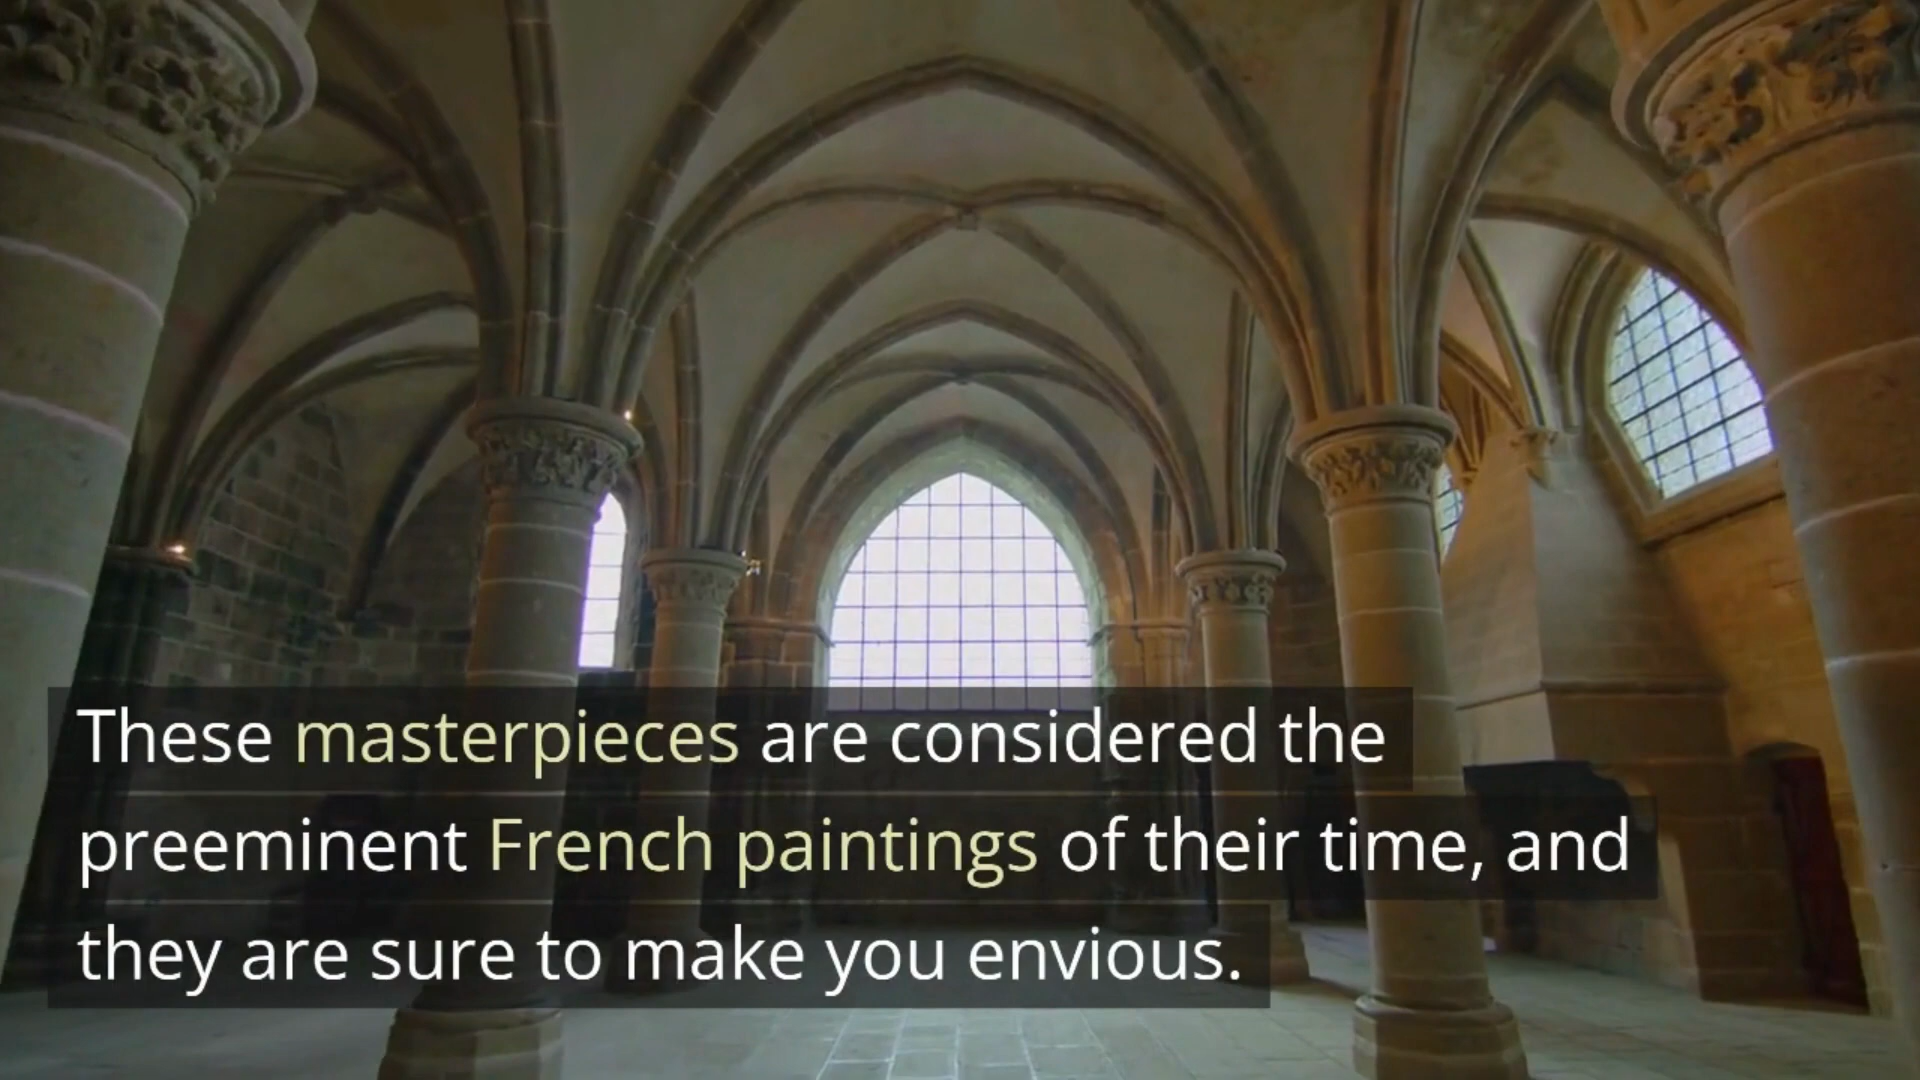 These masterpieces are considered the
preeminent French paintings of their time, and
they are sure to make you envious.